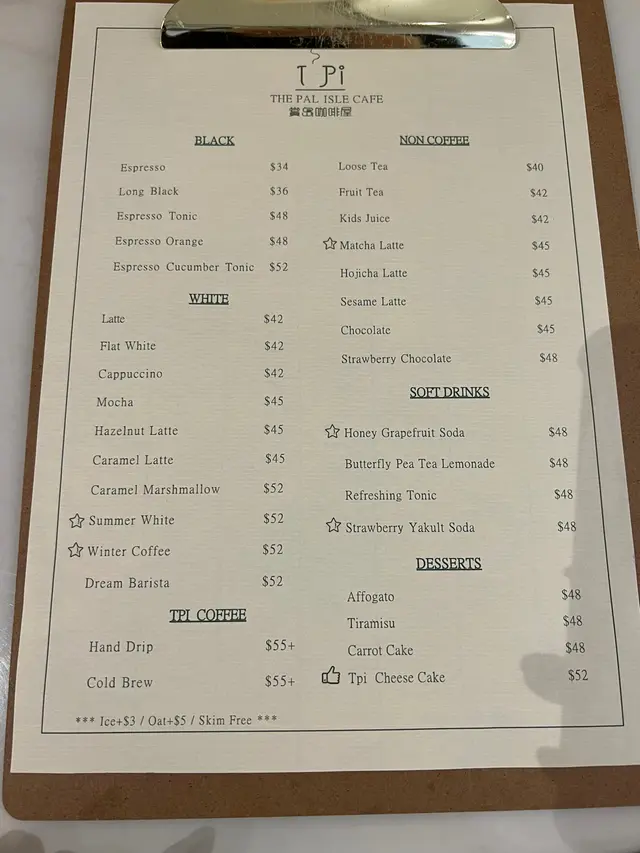 T Pi
THE PAL ISLE CAFE
咖啡屋
BLACK
Espresso $34
Long Black $36
Espresso Tonic $48
Espresso Orange $48
Espresso Cucumber Tonic $52
WHITE
Latte $42
Flat White $42
Cappuccino $42
Mocha $45
Hazelnut Latte $45
Caramel Latte $45
Caramel Marshmallow $52
Summer White $52
Winter Coffee $52
Dream Barista $52
TPI COFFEE
Hand Drip $55+
Cold Brew $55+
*** Ice+$3 / Oat+$5 / Skim Free ***
NON COFFEE
Loose Tea $40
Fruit Tea $42
Kids Juice $42
Matcha Latte $45
Hojicha Latte $45
Sesame Latte $45
Chocolate $45
Strawberry Chocolate $48
SOFT DRINKS
Honey Grapefruit Soda $48
Butterfly Pea Tea Lemonade $48
Refreshing Tonic $48
Strawberry Yakult Soda $48
DESSERTS
Affogato $48
Tiramisu $48
Carrot Cake $48
Tpi Cheese Cake $52